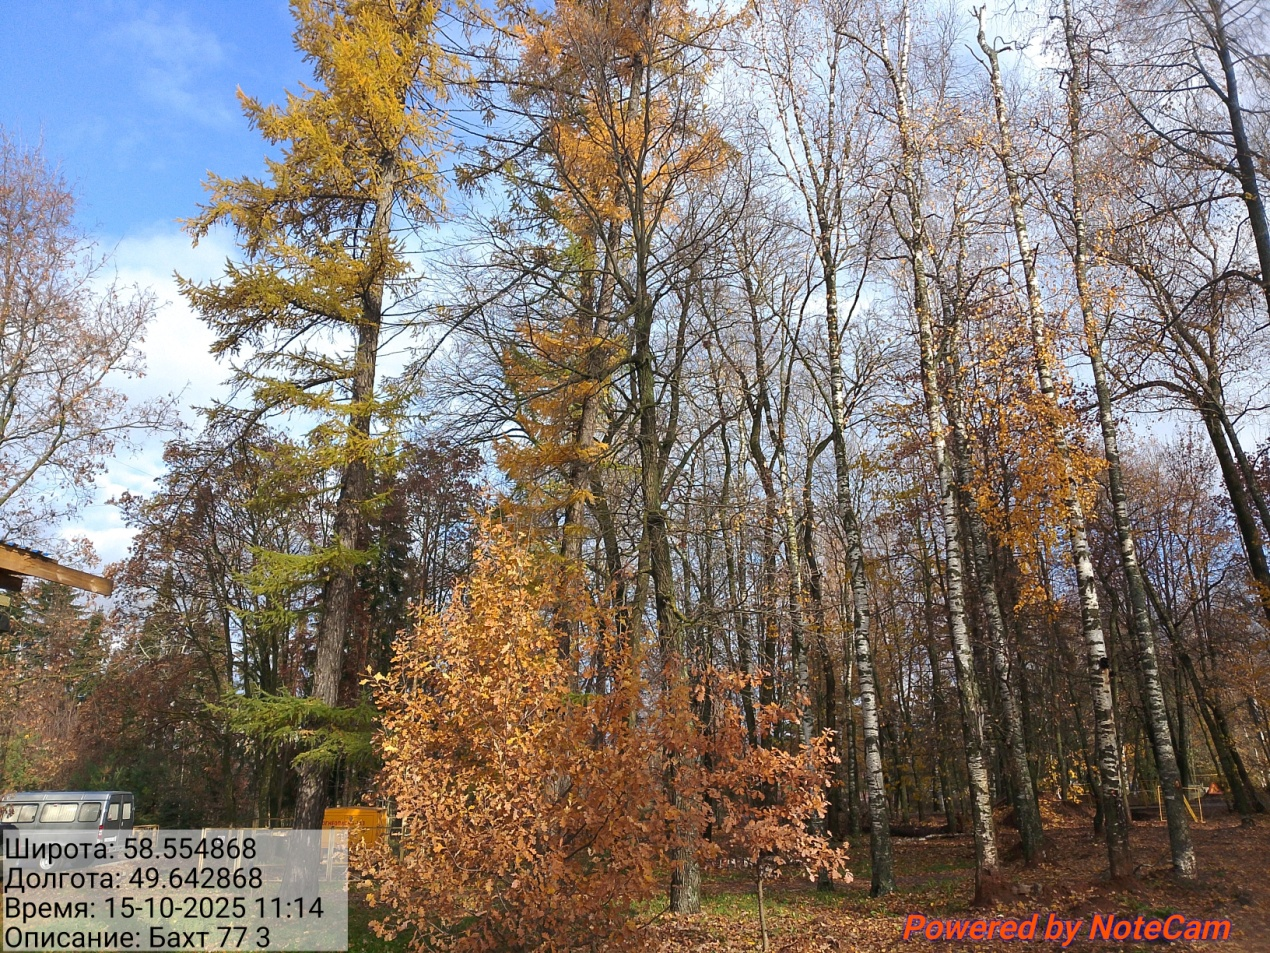 Широта: 58.554868
Долгота: 49.642868
Время: 15-10-2025 11:14
Описание: Бахт 77 3
Powered by NoteCam